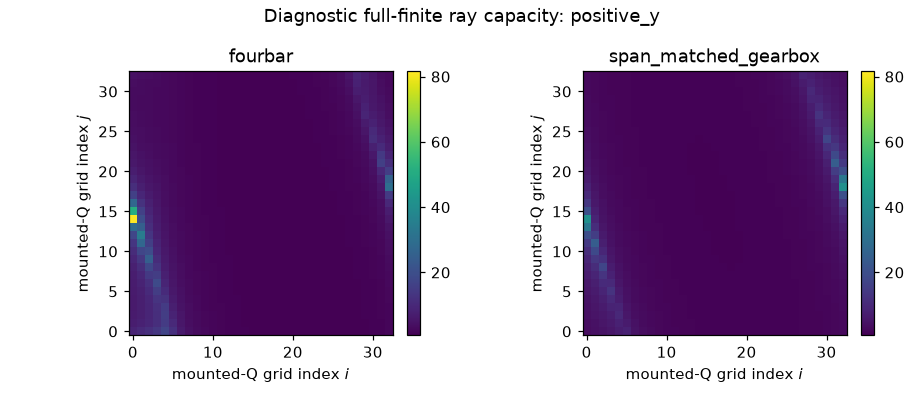 Diagnostic full-finite ray capacity: positive_y
fourbar
mounted-Q grid index j
30
25
20
15
10
5
0
0 10 20 30
mounted-Q grid index i
80
60
40
20
span_matched_gearbox
mounted-Q grid index j
30
25
20
15
10
5
0
0 10 20 30
mounted-Q grid index i
80
60
40
20